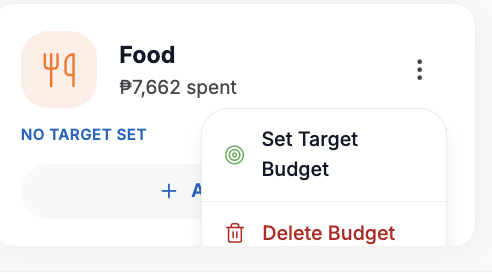 Food
₱7,662 spent
NO TARGET SET
Set Target
Budget
+
Delete Budget